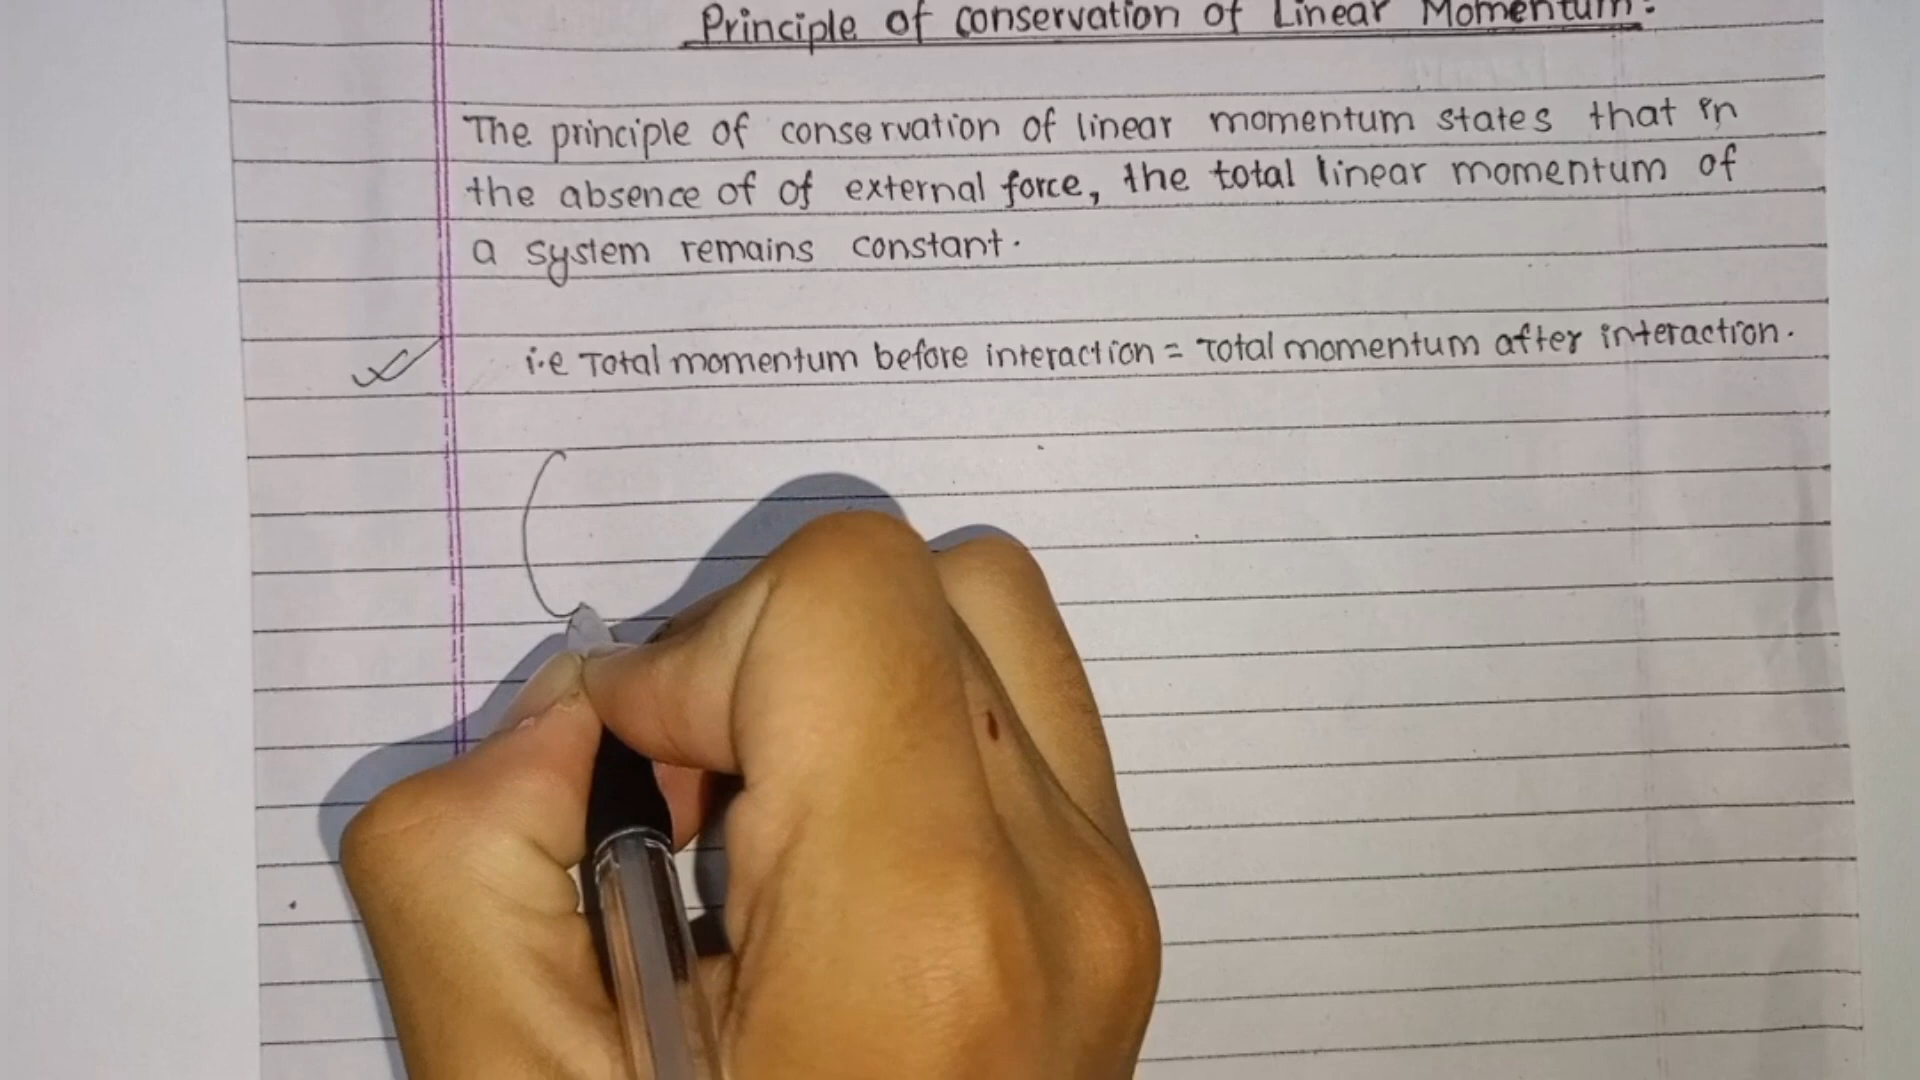 Principle of conservation of Linear Momentum:
The principle of conservation of linear momentum states that in
the absence of of external force, the total linear momentum of
a system remains constant.
i.e Total momentum before interaction = Total momentum after interaction.